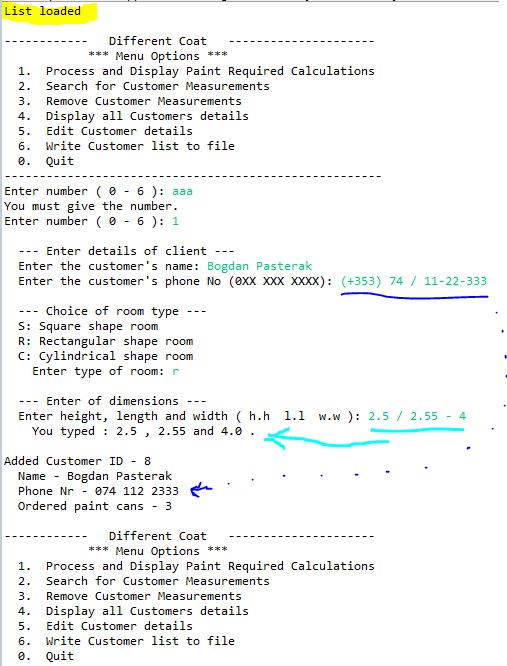 List loaded
------------   Different Coat   ---------------------
*** Menu Options ***
1.  Process and Display Paint Required Calculations
2.  Search for Customer Measurements
3.  Remove Customer Measurements
4.  Display all Customers details
5.  Edit Customer details
6.  Write Customer list to file
0.  Quit
------------------------------------------------------
Enter number ( 0 - 6 ): aaa
You must give the number.
Enter number ( 0 - 6 ): 1
--- Enter details of client ---
Enter the customer's name: Bogdan Pasterak
Enter the customer's phone No (0XX XXX XXXX): (+353) 74 / 11-22-333
--- Choice of room type ---
S: Square shape room
R: Rectangular shape room
C: Cylindrical shape room
Enter type of room: r
--- Enter of dimensions ---
Enter height, length and width ( h.h  l.l  w.w ): 2.5 / 2.55 - 4
You typed : 2.5 , 2.55 and 4.0 .
Added Customer ID - 8
Name - Bogdan Pasterak
Phone Nr - 074 112 2333
Ordered paint cans - 3
------------   Different Coat   ---------------------
*** Menu Options ***
1.  Process and Display Paint Required Calculations
2.  Search for Customer Measurements
3.  Remove Customer Measurements
4.  Display all Customers details
5.  Edit Customer details
6.  Write Customer list to file
0.  Quit